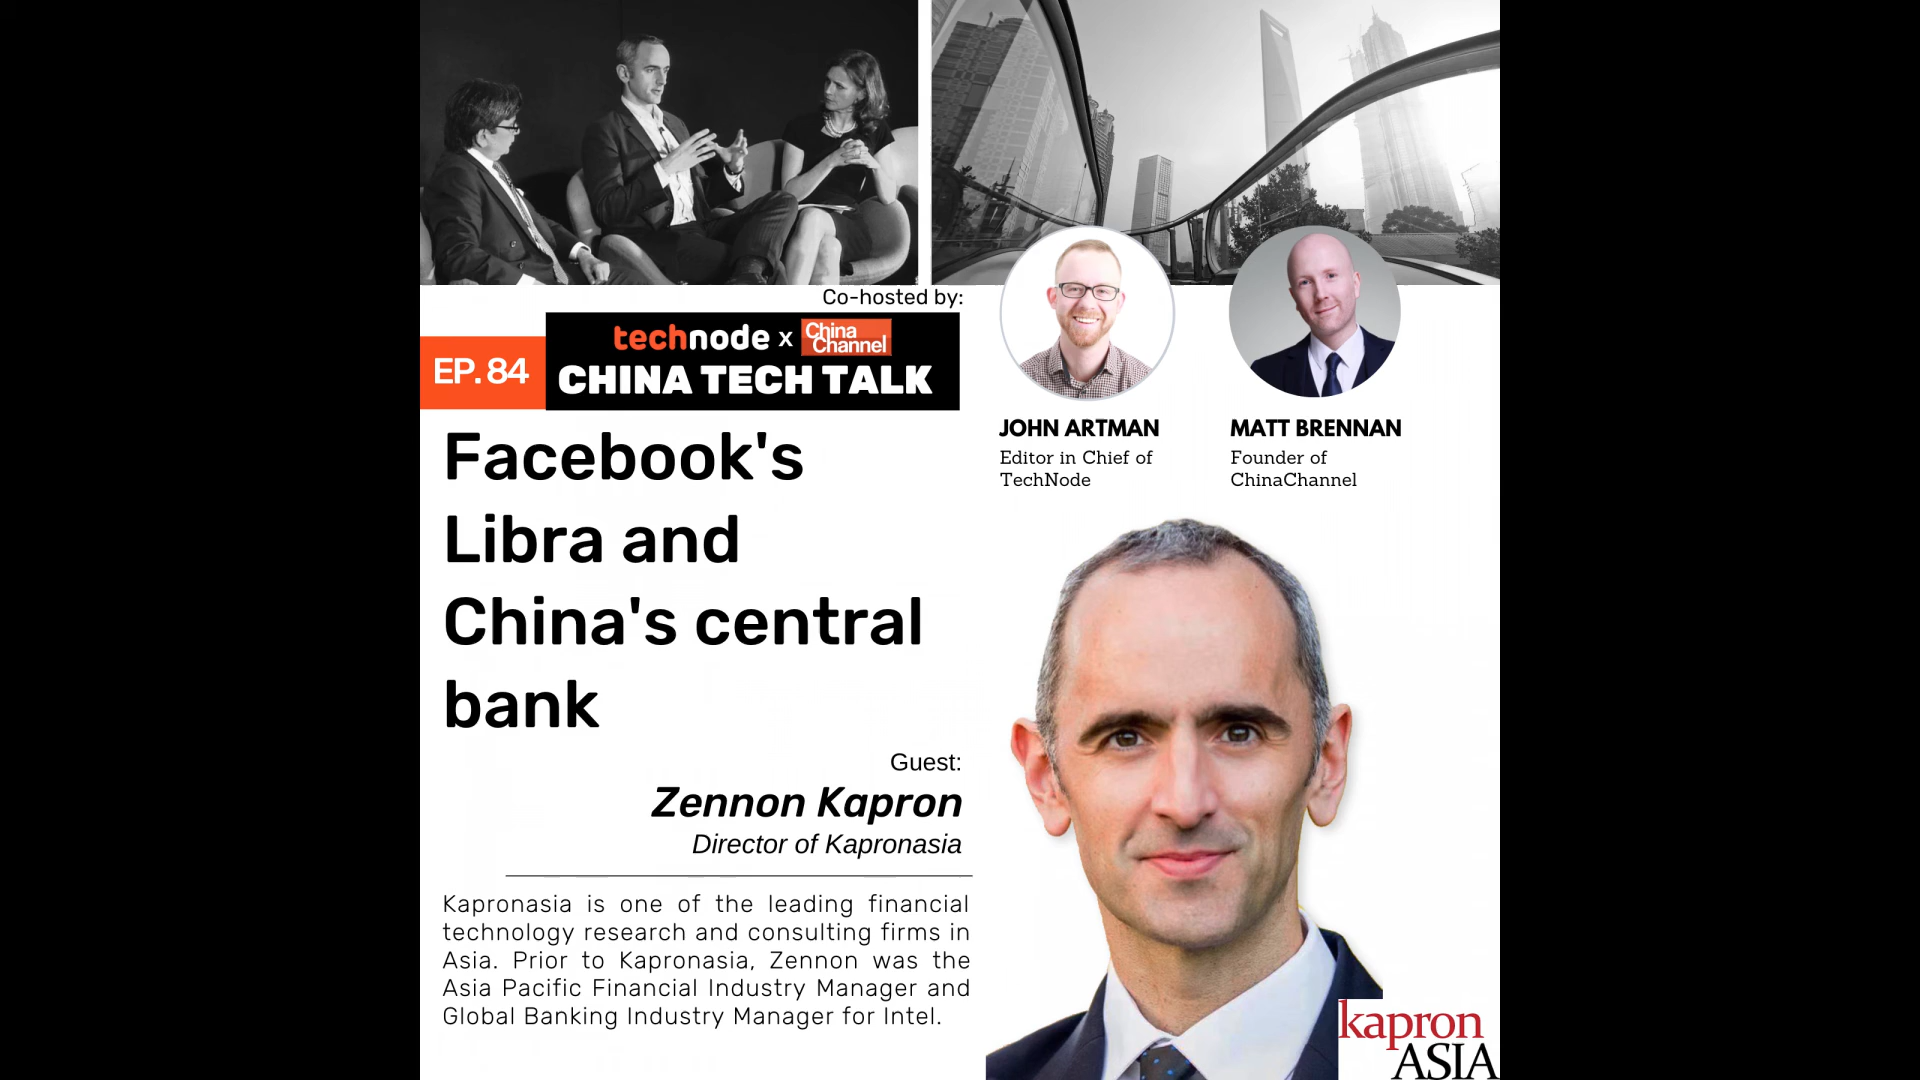 Co-hosted by:
technode x China Channel
EP. 84
CHINA TECH TALK
JOHN ARTMAN
Editor in Chief of
TechNode
MATT BRENNAN
Founder of
ChinaChannel
Facebook's
Libra and
China's central
bank
Guest:
Zennon Kapron
Director of Kapronasia
Kapronasia is one of the leading financial
technology research and consulting firms in
Asia. Prior to Kapronasia, Zennon was the
Asia Pacific Financial Industry Manager and
Global Banking Industry Manager for Intel.
kapron
ASIA